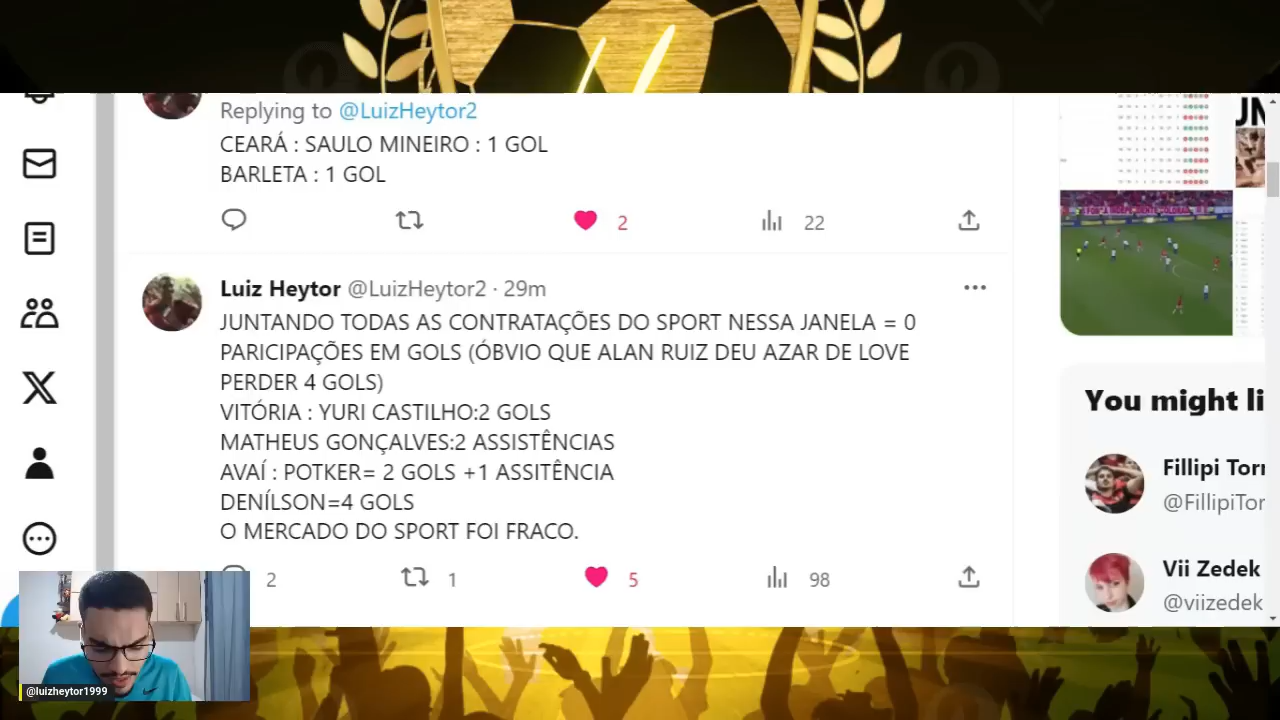 Replying to @LuizHeytor2
CEARÁ : SAULO MINEIRO : 1 GOL
BARLETA : 1 GOL
2
22
Luiz Heytor @LuizHeytor2 · 29m
JUNTANDO TODAS AS CONTRATAÇÕES DO SPORT NESSA JANELA = 0
PARICIPAÇÕES EM GOLS (ÓBVIO QUE ALAN RUIZ DEU AZAR DE LOVE
PERDER 4 GOLS)
VITÓRIA : YURI CASTILHO:2 GOLS
MATHEUS GONÇALVES:2 ASSISTÊNCIAS
AVAÍ : POTKER= 2 GOLS +1 ASSITÊNCIA
DENÍLSON=4 GOLS
O MERCADO DO SPORT FOI FRACO.
2
1
5
98
You might li
Fillipi Torr
@FillipiTor
Vii Zedek
@viizedek
@luizheytor1999